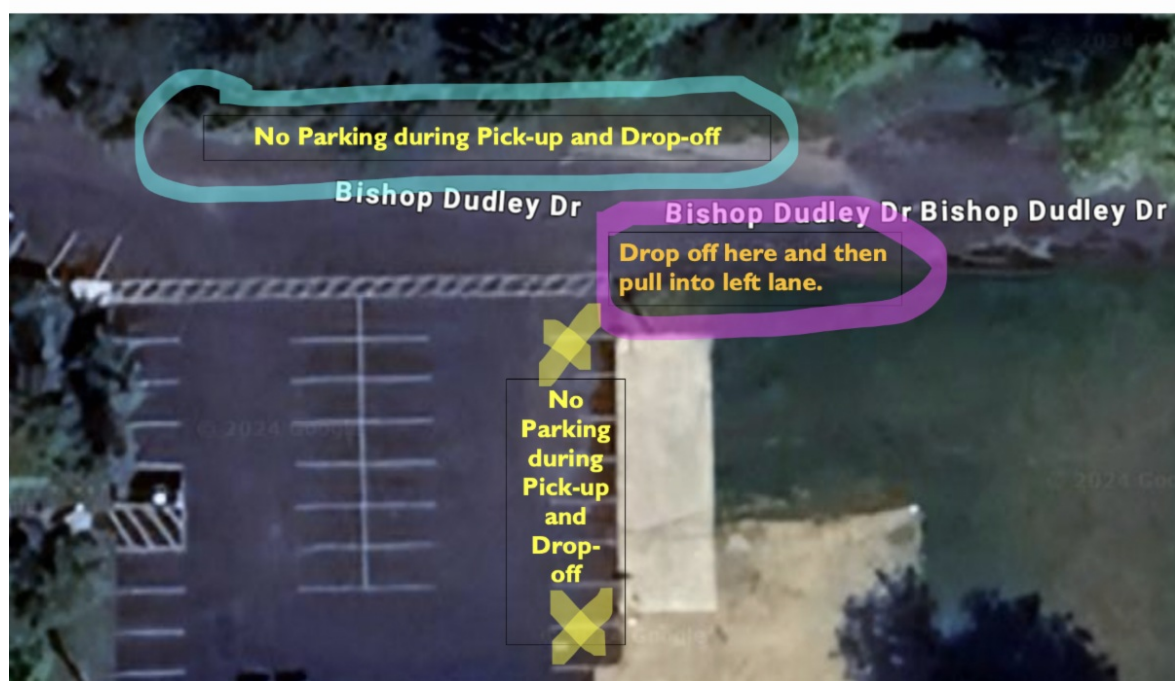 No Parking during Pick-up and Drop-off
Bishop Dudley Dr
Bishop Dudley Dr Bishop Dudley Dr
Drop off here and then
pull into left lane.
No
Parking
during
Pick-up
and
Drop-
off
© 2024 Google